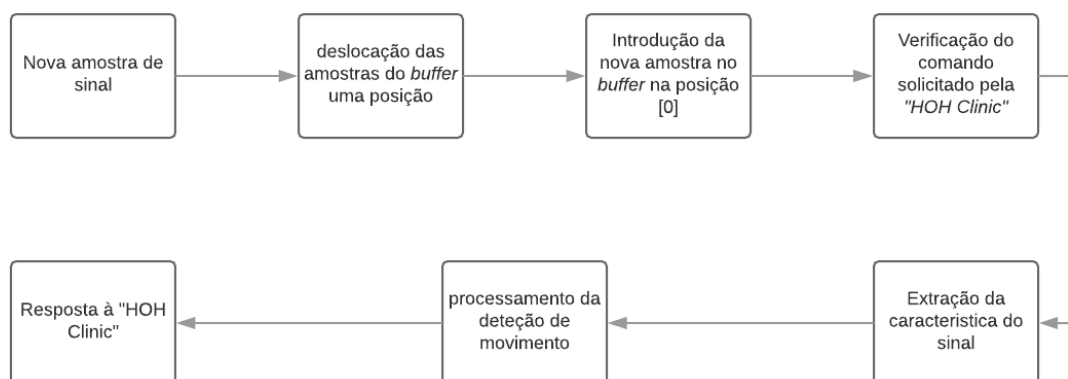 Nova amostra de
sinal
deslocação das
amostras do buffer
uma posição
Introdução da
nova amostra no
buffer na posição
[0]
Verificação do
comando
solicitado pela
"HOH Clinic"
Extração da
caracteristica do
sinal
processamento da
deteção de
movimento
Resposta à "HOH
Clinic"